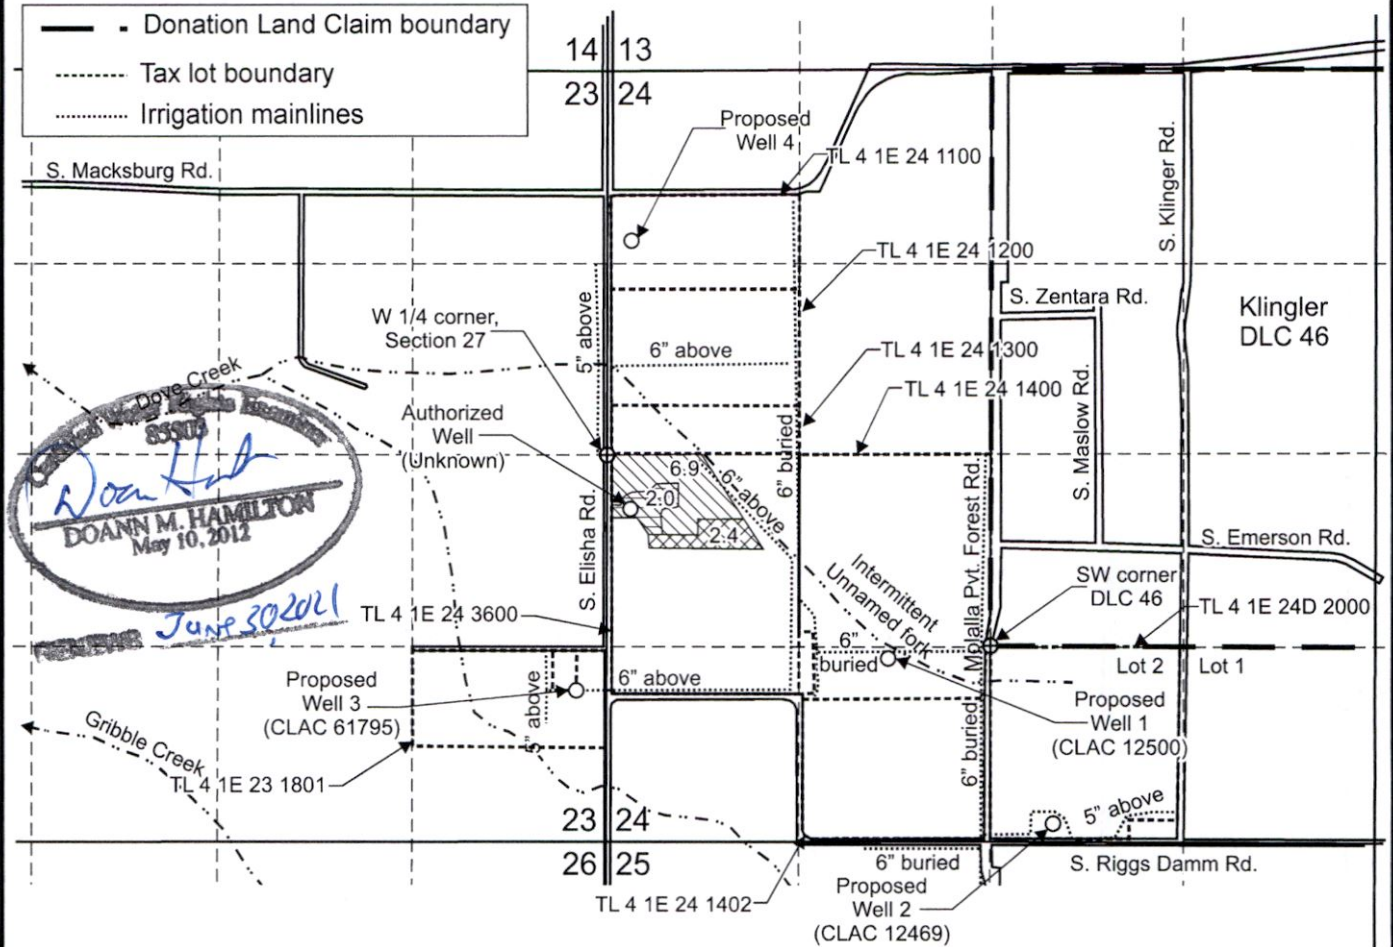 Donation Land Claim boundary
Tax lot boundary
Irrigation mainlines
14 13
23 24
Proposed
Well 4
TL 4 1E 24 1100
S. Macksburg Rd.
S. Klinger Rd.
TL 4 1E 24 1200
S. Zentara Rd.
Klingler
DLC 46
W 1/4 corner,
Section 27
5” above
6” above
TL 4 1E 24 1300
TL 4 1E 24 1400
Dove Creek
Authorized
Well
(Unknown)
S. Maslow Rd.
6” buried
6.9
6” above
2.0
2.4
Certified Water Rights Examiner
DOANN M. HAMILTON
May 10, 2012
June 30, 2021
S. Elisha Rd.
Molalla Pvt. Forest Rd.
S. Emerson Rd.
Intermittent
Unnamed fork
SW corner
DLC 46
TL 4 1E 24D 2000
TL 4 1E 24 3600
6”
buried
Lot 2 Lot 1
Proposed
Well 3
(CLAC 61795)
5” above
6” above
Proposed
Well 1
(CLAC 12500)
6” buried
Gribble Creek
TL 4 1E 23 1801
5” above
23 24
26 25
6” buried
S. Riggs Damm Rd.
TL 4 1E 24 1402
Proposed
Well 2
(CLAC 12469)